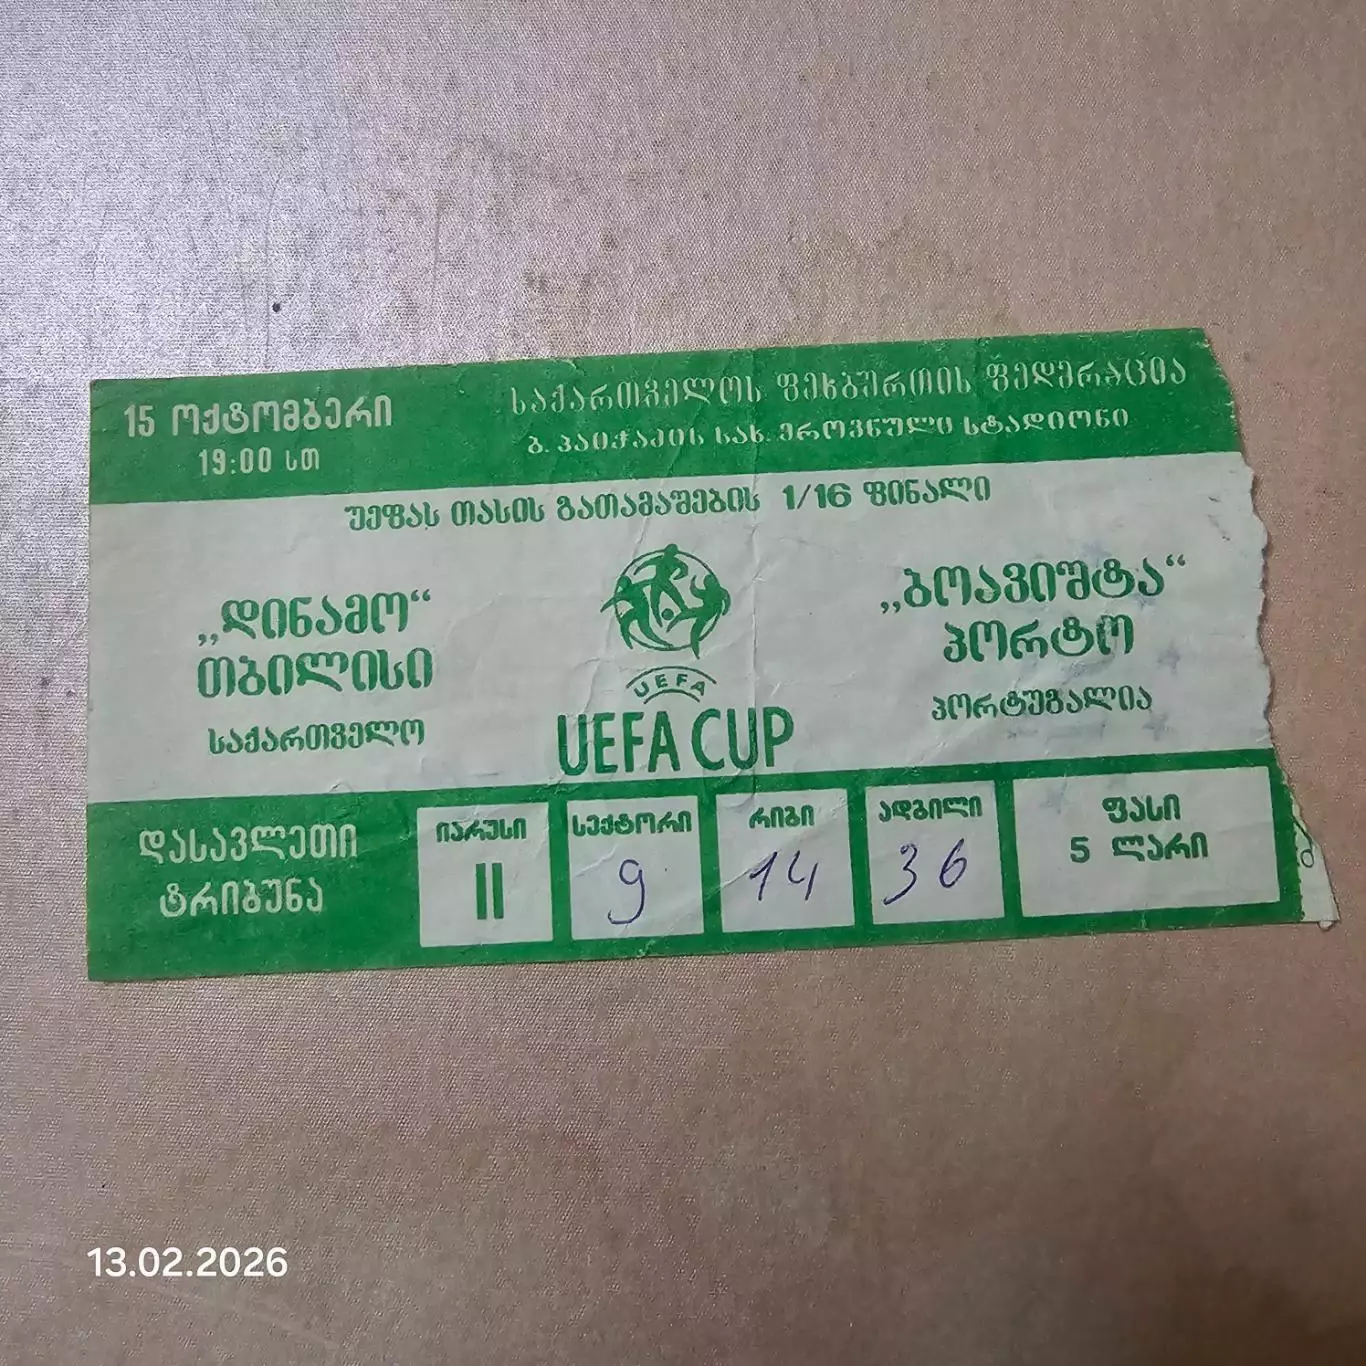 15 ოქტომბერი
19:00 სთ
საქართველოს ფეხბურთის ფედერაცია
ბ. პაიჭაძის სახ. ეროვნული სტადიონი
უეფას თასის გათამაშების 1/16 ფინალი
„დინამო“
თბილისი
საქართველო
UEFA
UEFA CUP
„ბოავიშტა“
პორტო
პორტუგალია
დასავლეთი
ტრიბუნა
იარუსი
II
სექტორი
9
რიგი
14
ადგილი
36
ფასი
5 ლარი
13.02.2026